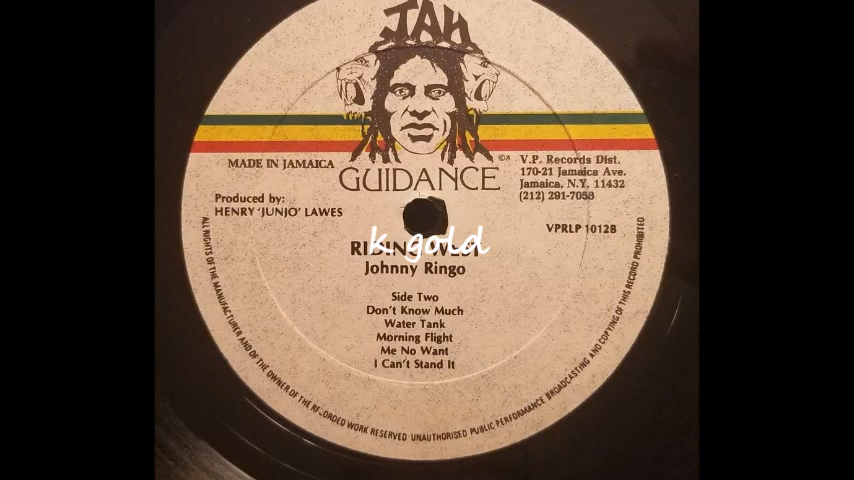 JAH
GUIDANCE
MADE IN JAMAICA
Produced by:
HENRY 'JUNJO' LAWES
V.P. Records Dist.
170-21 Jamaica Ave.
Jamaica, N.Y. 11432
(212) 291-7058
VPRLP 1012B
k gold
RIDING WEST
Johnny Ringo
Side Two
Don't Know Much
Water Tank
Morning Flight
Me No Want
I Can't Stand It
ALL RIGHTS OF THE MANUFACTURER AND OF THE OWNER OF THE RECORDED WORK RESERVED UNAUTHORISED PUBLIC PERFORMANCE BROADCASTING AND COPYING OF THIS RECORD PROHIBITED